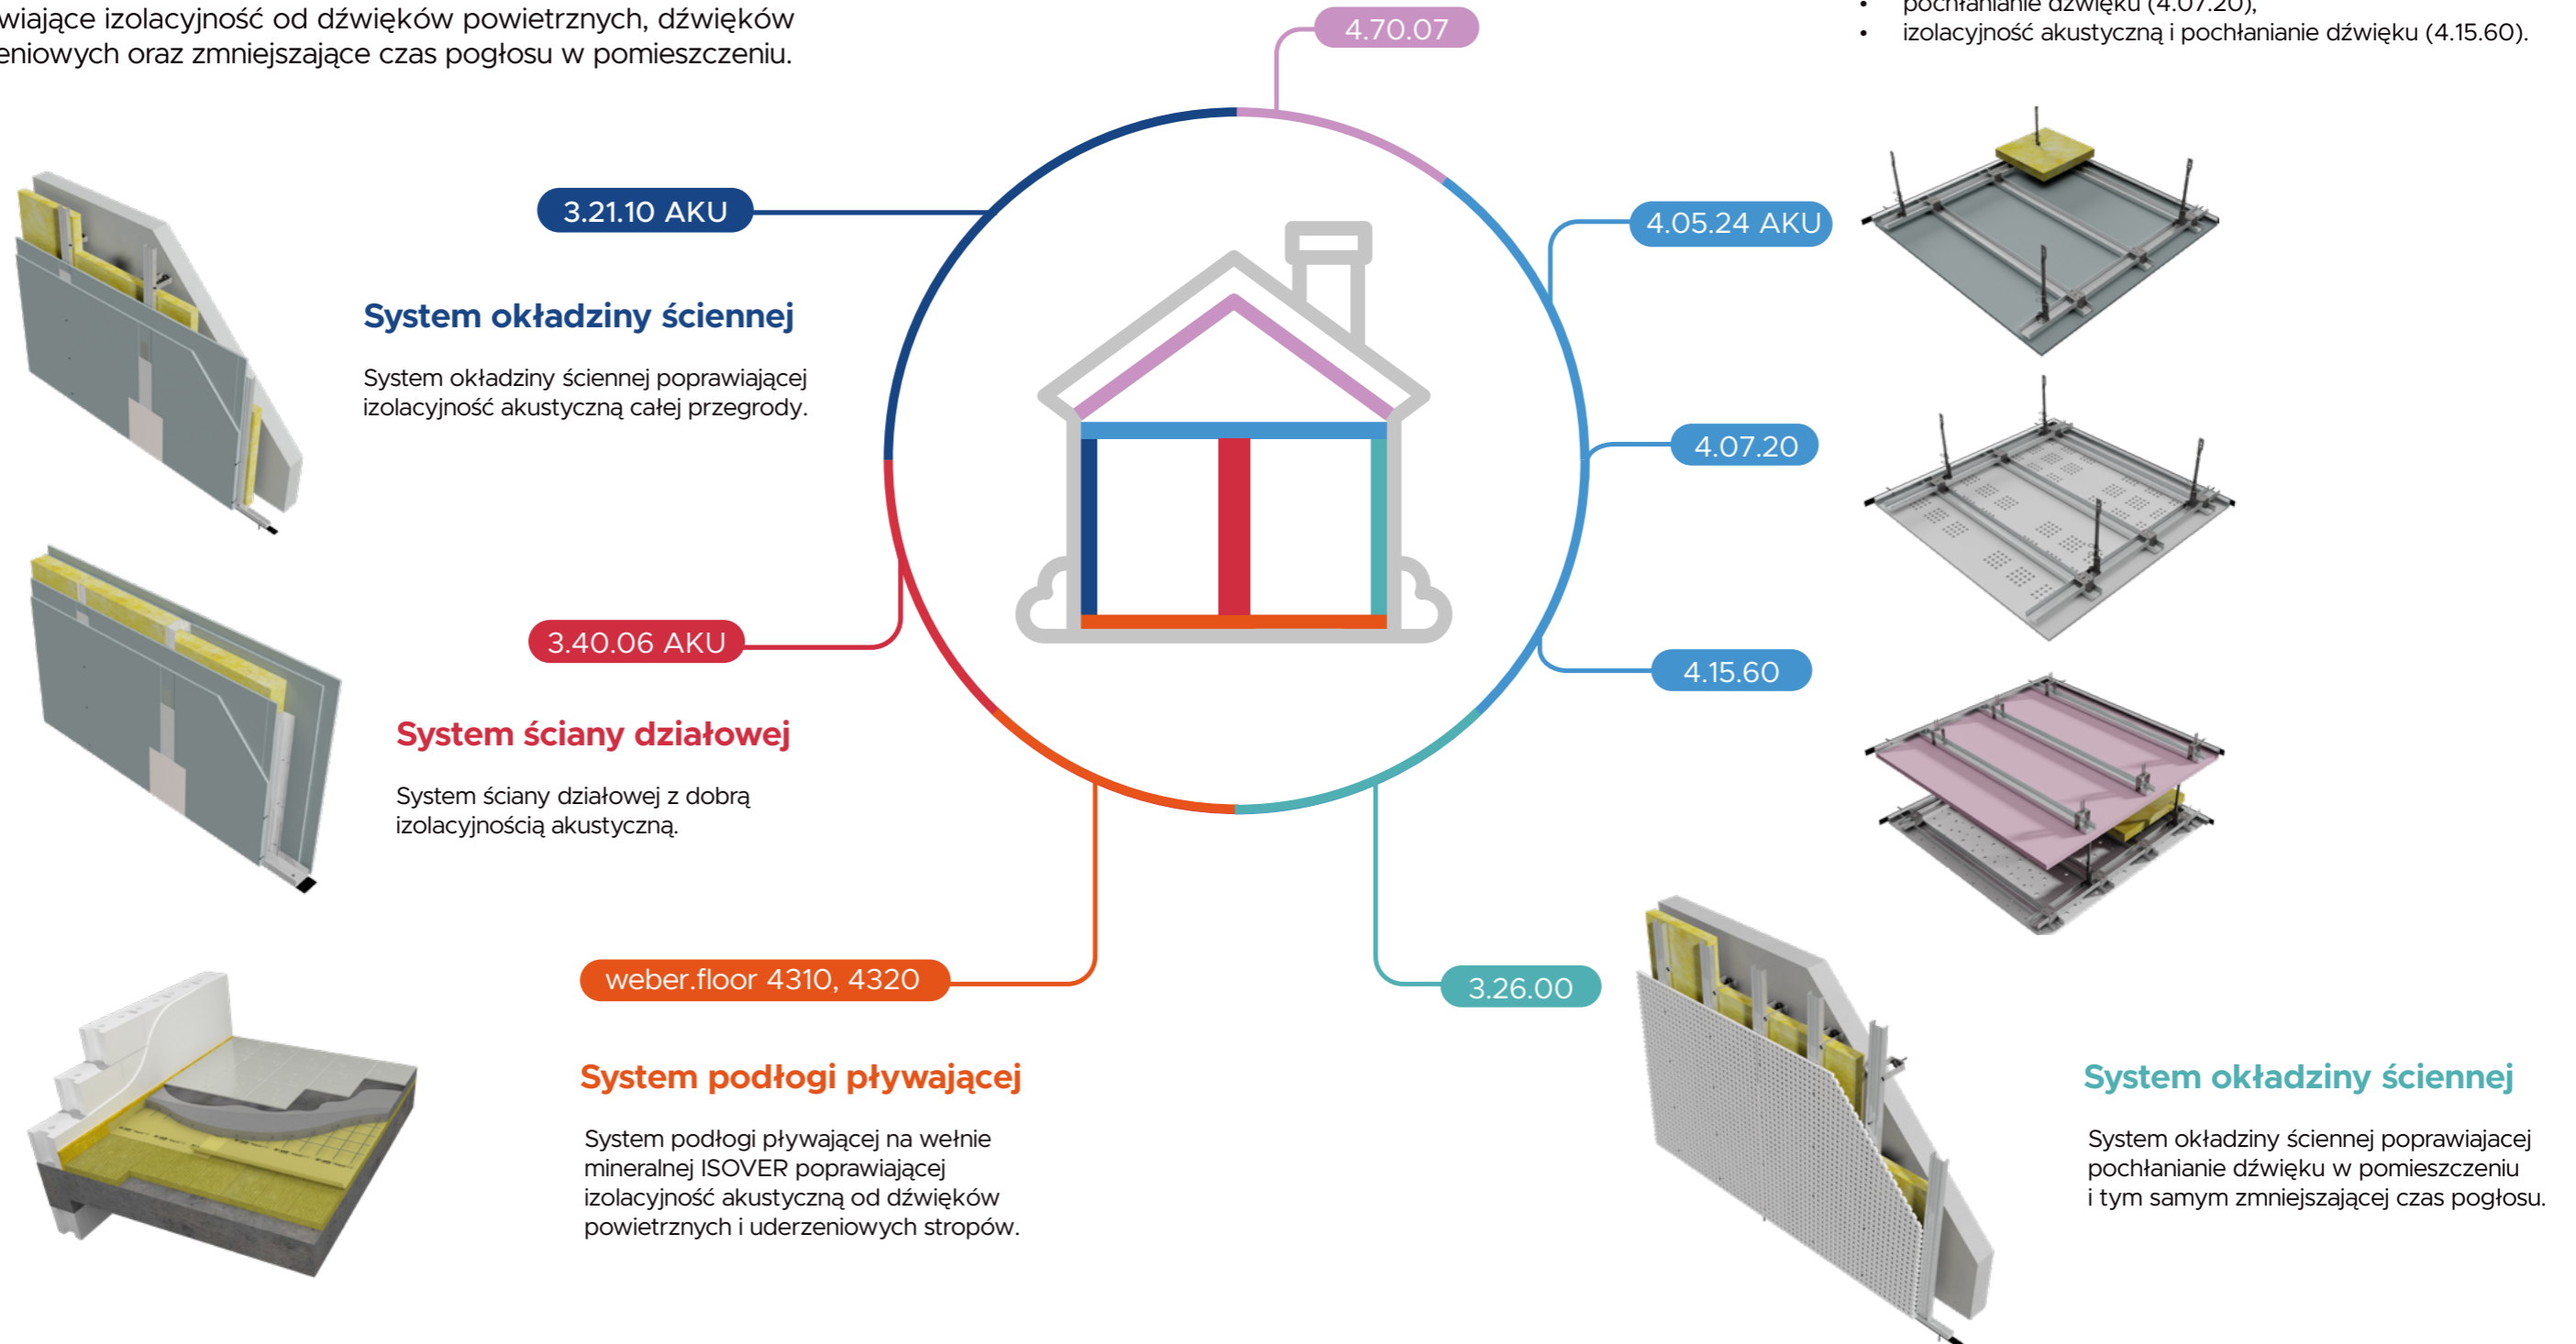 wiające izolacyjność od dźwięków powietrznych, dźwięków
eniowych oraz zmniejszające czas pogłosu w pomieszczeniu.
4.70.07
• pochłanianie dźwięku (4.07.20),
• izolacyjność akustyczną i pochłanianie dźwięku (4.15.60).
3.21.10 AKU
System okładziny ściennej
System okładziny ściennej poprawiającej
izolacyjność akustyczną całej przegrody.
4.05.24 AKU
4.07.20
4.15.60
3.40.06 AKU
System ściany działowej
System ściany działowej z dobrą
izolacyjnością akustyczną.
weber.floor 4310, 4320
System podłogi pływającej
System podłogi pływającej na wełnie
mineralnej ISOVER poprawiającej
izolacyjność akustyczną od dźwięków
powietrznych i uderzeniowych stropów.
3.26.00
System okładziny ściennej
System okładziny ściennej poprawiajacej
pochłanianie dźwięku w pomieszczeniu
i tym samym zmniejszającej czas pogłosu.